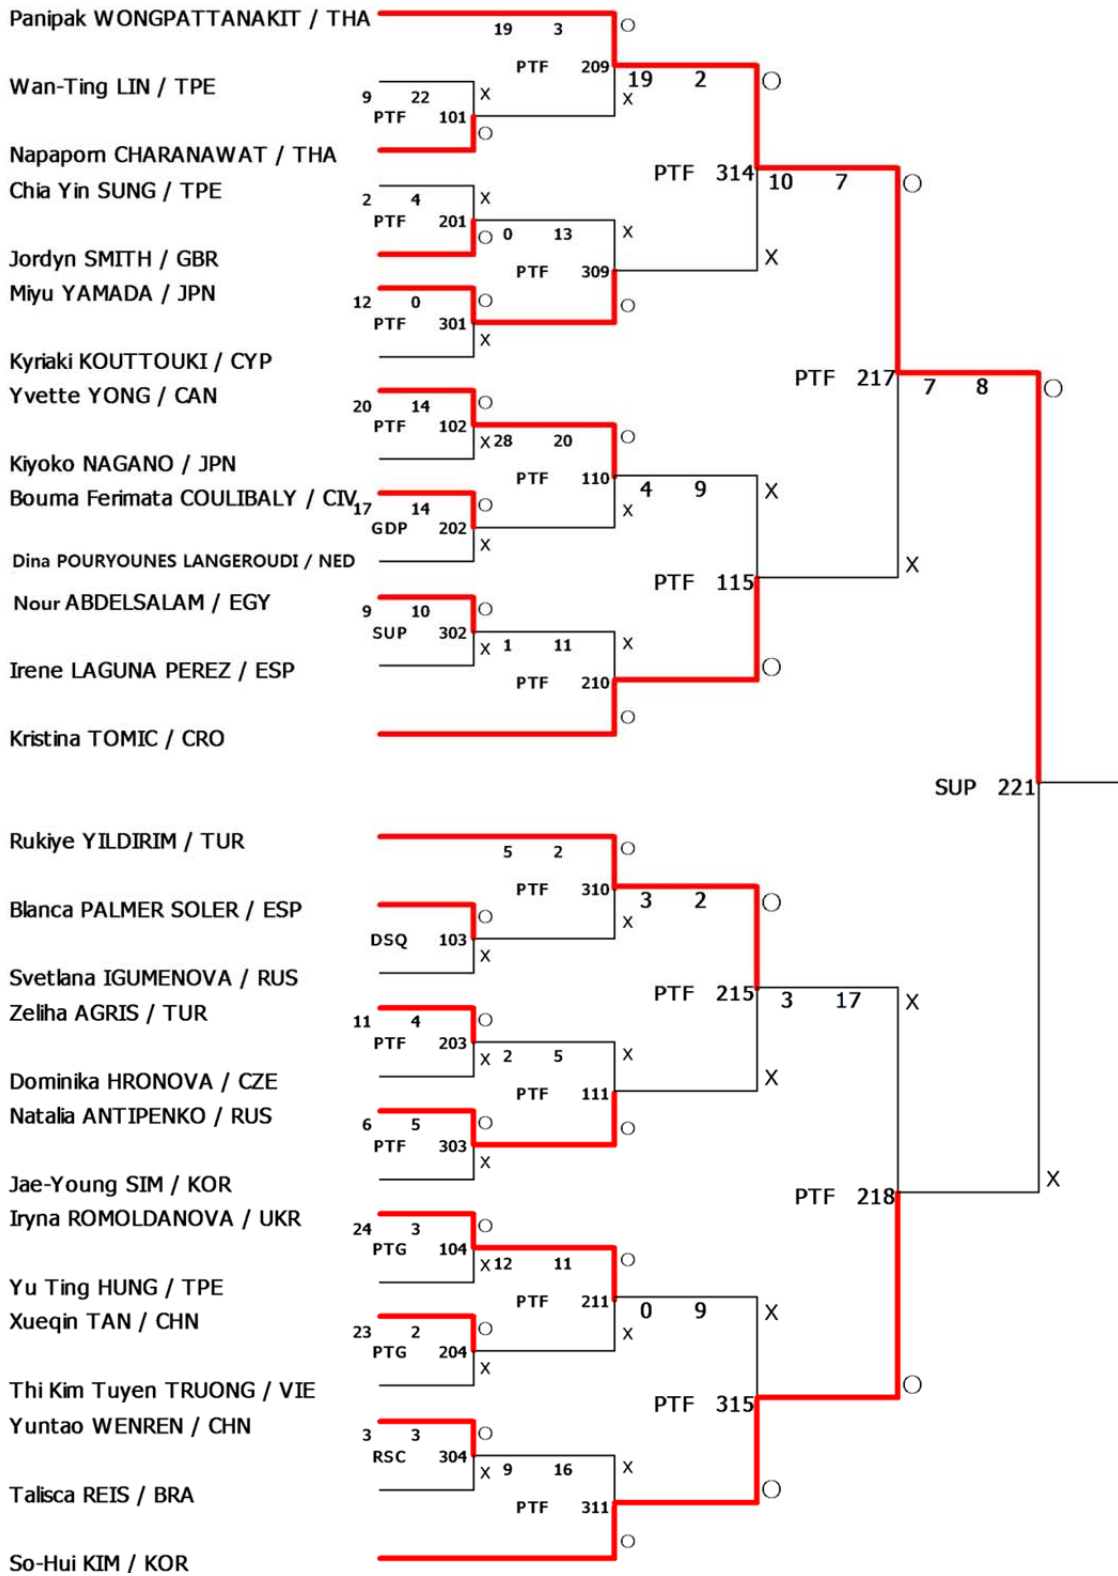 Panipak WONGPATTANAKIT / THA
19 3
O
PTF 209
19 2
O
Wan-Ting LIN / TPE
9 22
X
X
PTF 101
O
Napaporn CHARANAWAT / THA
PTF 314
10 7
O
Chia Yin SUNG / TPE
2 4
X
PTF 201
O
0 13
X
Jordyn SMITH / GBR
PTF 309
X
Miyu YAMADA / JPN
12 0
O
O
PTF 301
X
Kyriaki KOUTTOUKI / CYP
PTF 217
7 8
O
Yvette YONG / CAN
20 14
O
PTF 102
X
28 20
O
Kiyoko NAGANO / JPN
PTF 110
4 9
X
Bouma Ferimata COULIBALY / CIV
17 14
O
X
GDP 202
X
Dina POURYOUNES LANGEROUDI / NED
X
PTF 115
Nour ABDELSALAM / EGY
9 10
O
SUP 302
X
1 11
X
Irene LAGUNA PEREZ / ESP
PTF 210
O
O
Kristina TOMIC / CRO
SUP 221
Rukiye YILDIRIM / TUR
5 2
O
PTF 310
3 2
O
Blanca PALMER SOLER / ESP
O
X
DSQ 103
X
Svetlana IGUMENOVA / RUS
PTF 215
3 17
X
Zeliha AGRIS / TUR
11 4
O
PTF 203
X
2 5
X
Dominika HRONOVA / CZE
PTF 111
X
Natalia ANTIPENKO / RUS
6 5
O
O
PTF 303
X
Jae-Young SIM / KOR
PTF 218
X
Iryna ROMOLDANOVA / UKR
24 3
O
PTG 104
X
12 11
O
Yu Ting HUNG / TPE
PTF 211
0 9
X
Xueqin TAN / CHN
23 2
O
X
PTG 204
X
Thi Kim Tuyen TRUONG / VIE
O
PTF 315
Yuntao WENREN / CHN
3 3
O
RSC 304
X
9 16
X
Talisca REIS / BRA
PTF 311
O
O
So-Hui KIM / KOR